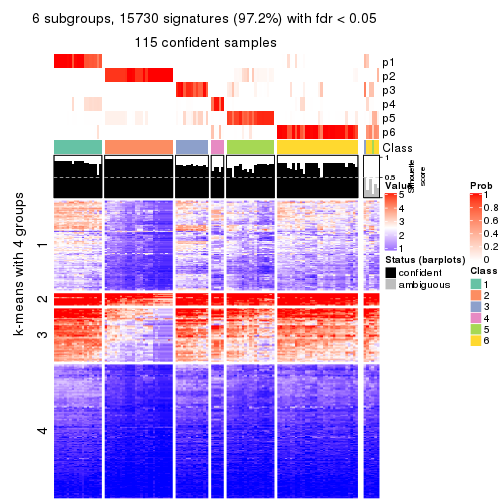 6 subgroups, 15730 signatures (97.2%) with fdr < 0.05
115 confident samples
p1
p2
p3
p4
p5
p6
Class
1
0.5
Silhouette
score
k-means with 4 groups
1
2
3
4
Value
5
4
3
2
1
Status (barplots)
confident
ambiguous
Prob
1
0.8
0.6
0.4
0.2
0
Class
1
2
3
4
5
6